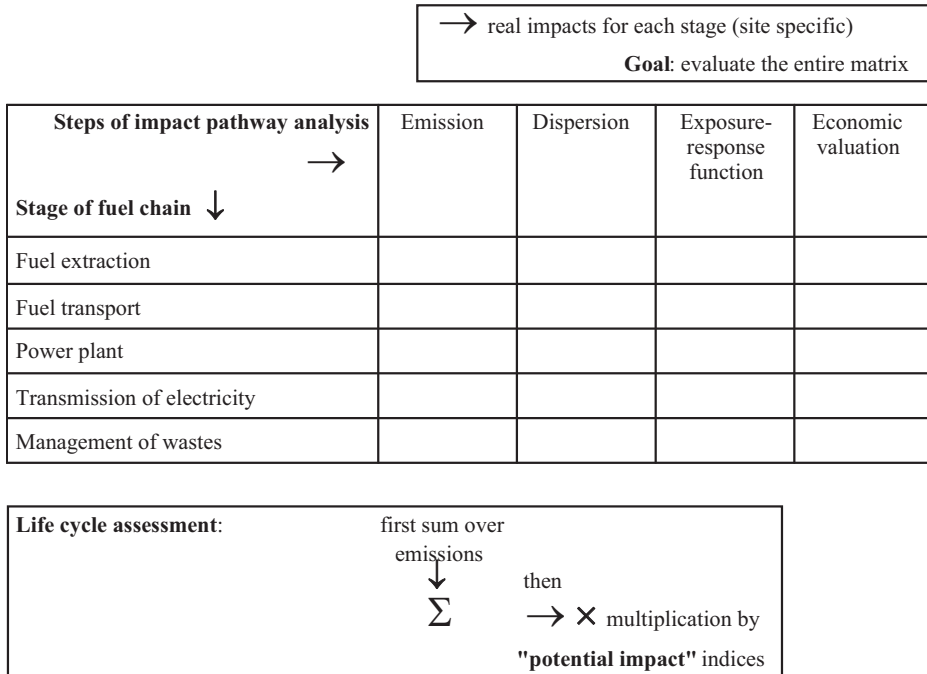 → real impacts for each stage (site specific)
Goal: evaluate the entire matrix
Steps of impact pathway analysis
→
Stage of fuel chain ↓
Emission
Dispersion
Exposure-
response
function
Economic
valuation
Fuel extraction
Fuel transport
Power plant
Transmission of electricity
Management of wastes
Life cycle assessment:
first sum over
emissions
↓
Σ
then
→ × multiplication by
"potential impact" indices